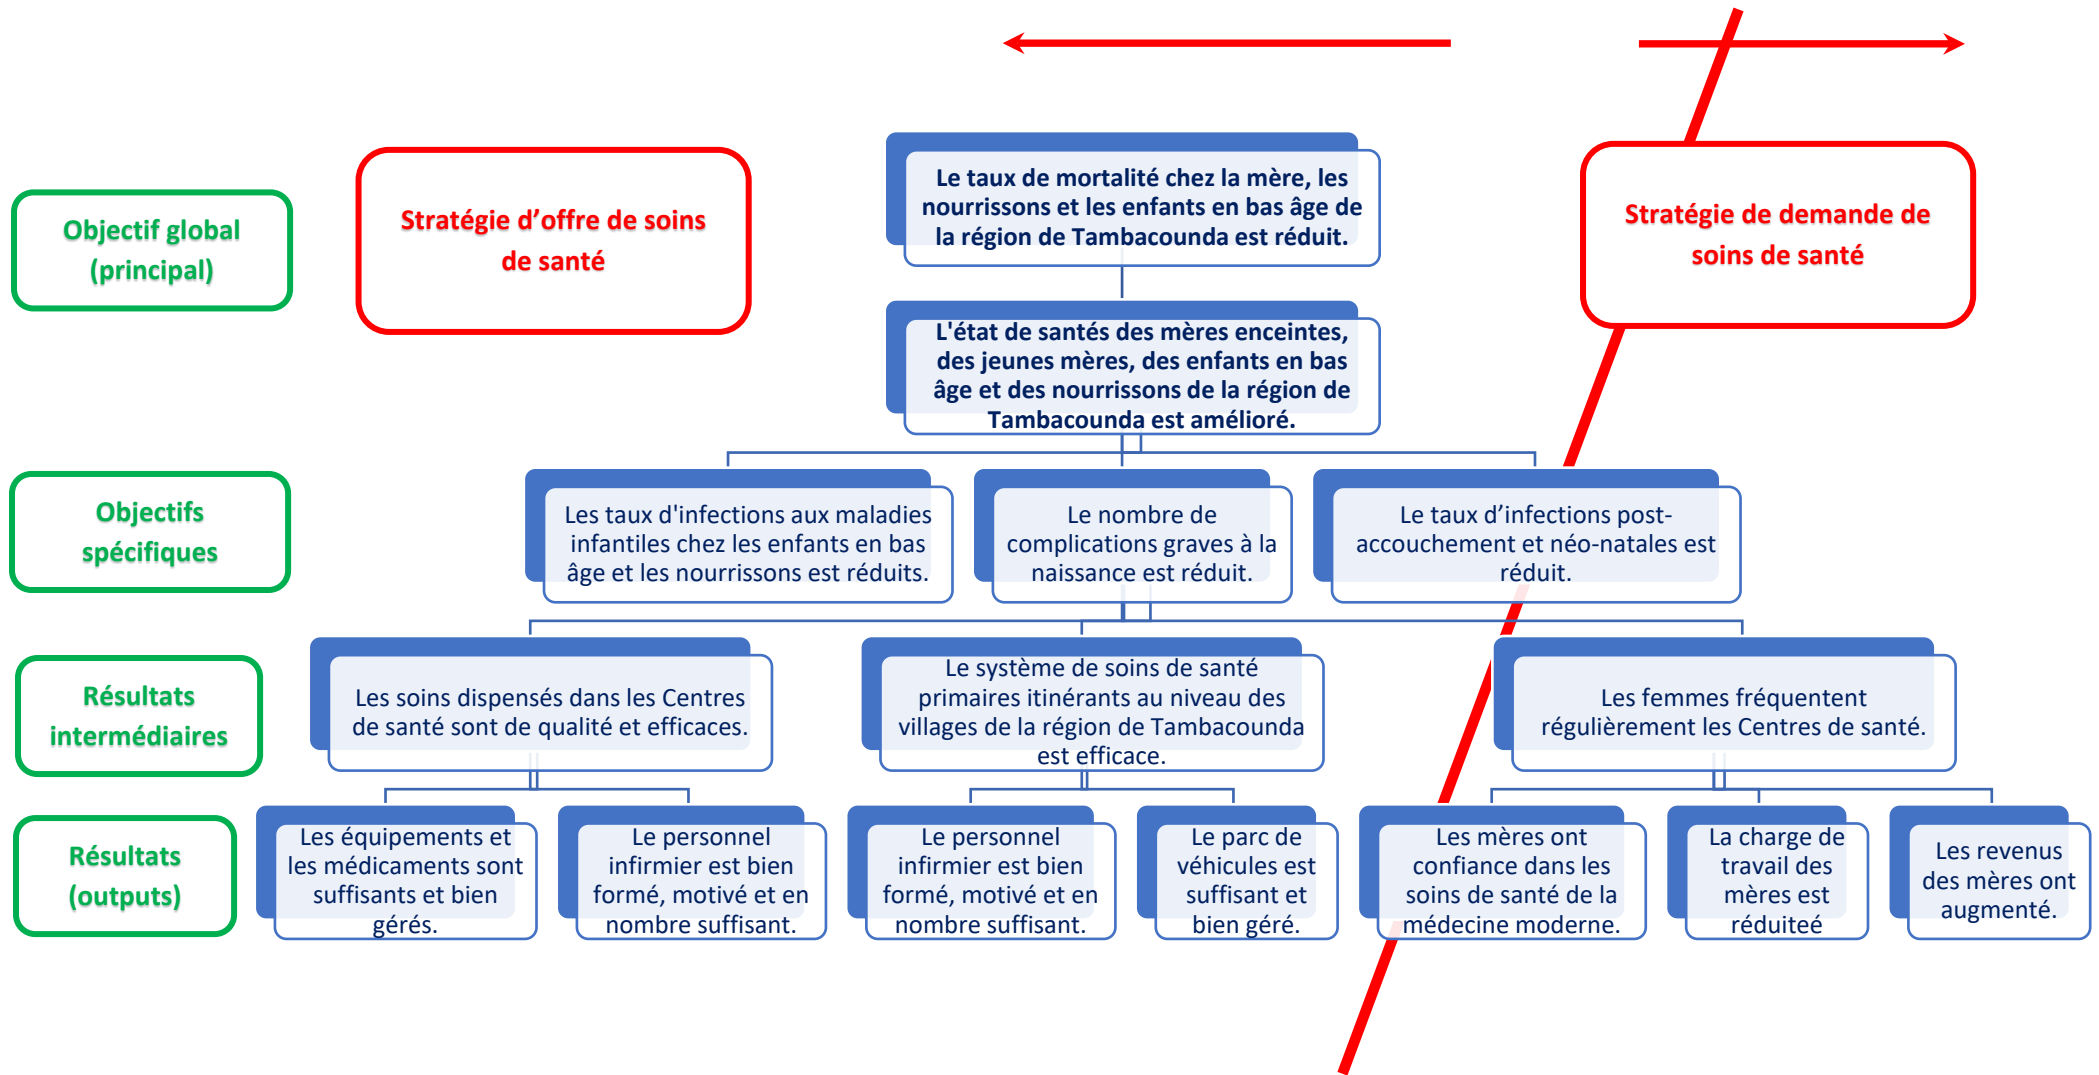 Objectif global
(principal)
Stratégie d’offre de soins
de santé
Le taux de mortalité chez la mère, les
nourrissons et les enfants en bas âge de
la région de Tambacounda est réduit.
Stratégie de demande de
soins de santé
L'état de santés des mères enceintes,
des jeunes mères, des enfants en bas
âge et des nourrissons de la région de
Tambacounda est amélioré.
Objectifs
spécifiques
Les taux d'infections aux maladies
infantiles chez les enfants en bas
âge et les nourrissons est réduits.
Le nombre de
complications graves à la
naissance est réduit.
Le taux d’infections post-
accouchement et néo-natales est
réduit.
Résultats
intermédiaires
Les soins dispensés dans les Centres
de santé sont de qualité et efficaces.
Le système de soins de santé
primaires itinérants au niveau des
villages de la région de Tambacounda
est efficace.
Les femmes fréquentent
régulièrement les Centres de santé.
Résultats
(outputs)
Les équipements et
les médicaments sont
suffisants et bien
gérés.
Le personnel
infirmier est bien
formé, motivé et en
nombre suffisant.
Le personnel
infirmier est bien
formé, motivé et en
nombre suffisant.
Le parc de
véhicules est
suffisant et
bien géré.
Les mères ont
confiance dans les
soins de santé de la
médecine moderne.
La charge de
travail des
mères est
réduiteé
Les revenus
des mères ont
augmenté.